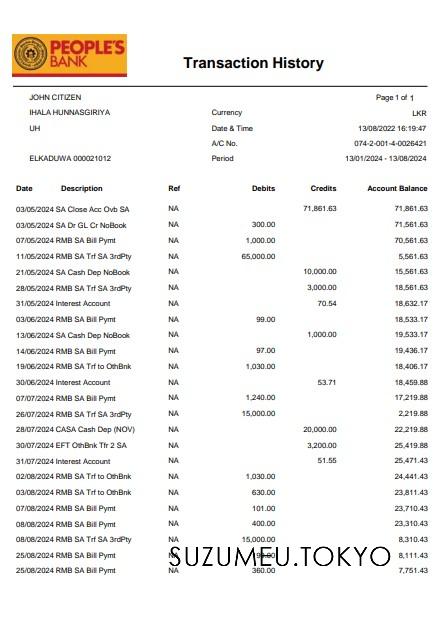 PEOPLE'S
BANK
Transaction History
JOHN CITIZEN Page 1 of 1
IHALA HUNNASGIRIYA Currency LKR
UH Date & Time 13/08/2022 16:19:47
A/C No. 074-2-001-4-0026421
ELKADUWA 000021012 Period 13/01/2024 - 13/08/2024
Date Description Ref Debits Credits Account Balance
03/05/2024 SA Close Acc Ovb SA NA 71,861.63 71,861.63
03/05/2024 SA Dr GL Cr NoBook NA 300.00 71,561.63
07/05/2024 RMB SA Bill Pymt NA 1,000.00 70,561.63
11/05/2024 RMB SA Trf SA 3rdPty NA 65,000.00 5,561.63
21/05/2024 SA Cash Dep NoBook NA 10,000.00 15,561.63
28/05/2024 RMB SA Trf SA 3rdPty NA 3,000.00 18,561.63
31/05/2024 Interest Account NA 70.54 18,632.17
03/06/2024 RMB SA Bill Pymt NA 99.00 18,533.17
13/06/2024 SA Cash Dep NoBook NA 1,000.00 19,533.17
14/06/2024 RMB SA Bill Pymt NA 97.00 19,436.17
19/06/2024 RMB SA Trf to OthBnk NA 1,030.00 18,406.17
30/06/2024 Interest Account NA 53.71 18,459.88
07/07/2024 RMB SA Bill Pymt NA 1,240.00 17,219.88
26/07/2024 RMB SA Trf SA 3rdPty NA 15,000.00 2,219.88
28/07/2024 CASA Cash Dep (NOV) NA 20,000.00 22,219.88
30/07/2024 EFT OthBnk Tfr 2 SA NA 3,200.00 25,419.88
31/07/2024 Interest Account NA 51.55 25,471.43
02/08/2024 RMB SA Trf to OthBnk NA 1,030.00 24,441.43
03/08/2024 RMB SA Trf to OthBnk NA 630.00 23,811.43
07/08/2024 RMB SA Bill Pymt NA 101.00 23,710.43
08/08/2024 RMB SA Bill Pymt NA 400.00 23,310.43
08/08/2024 RMB SA Trf SA 3rdPty NA 15,000.00 8,310.43
25/08/2024 RMB SA Bill Pymt NA 8,111.43
SUZUMEU.TOKYO
25/08/2024 RMB SA Bill Pymt NA 360.00 7,751.43